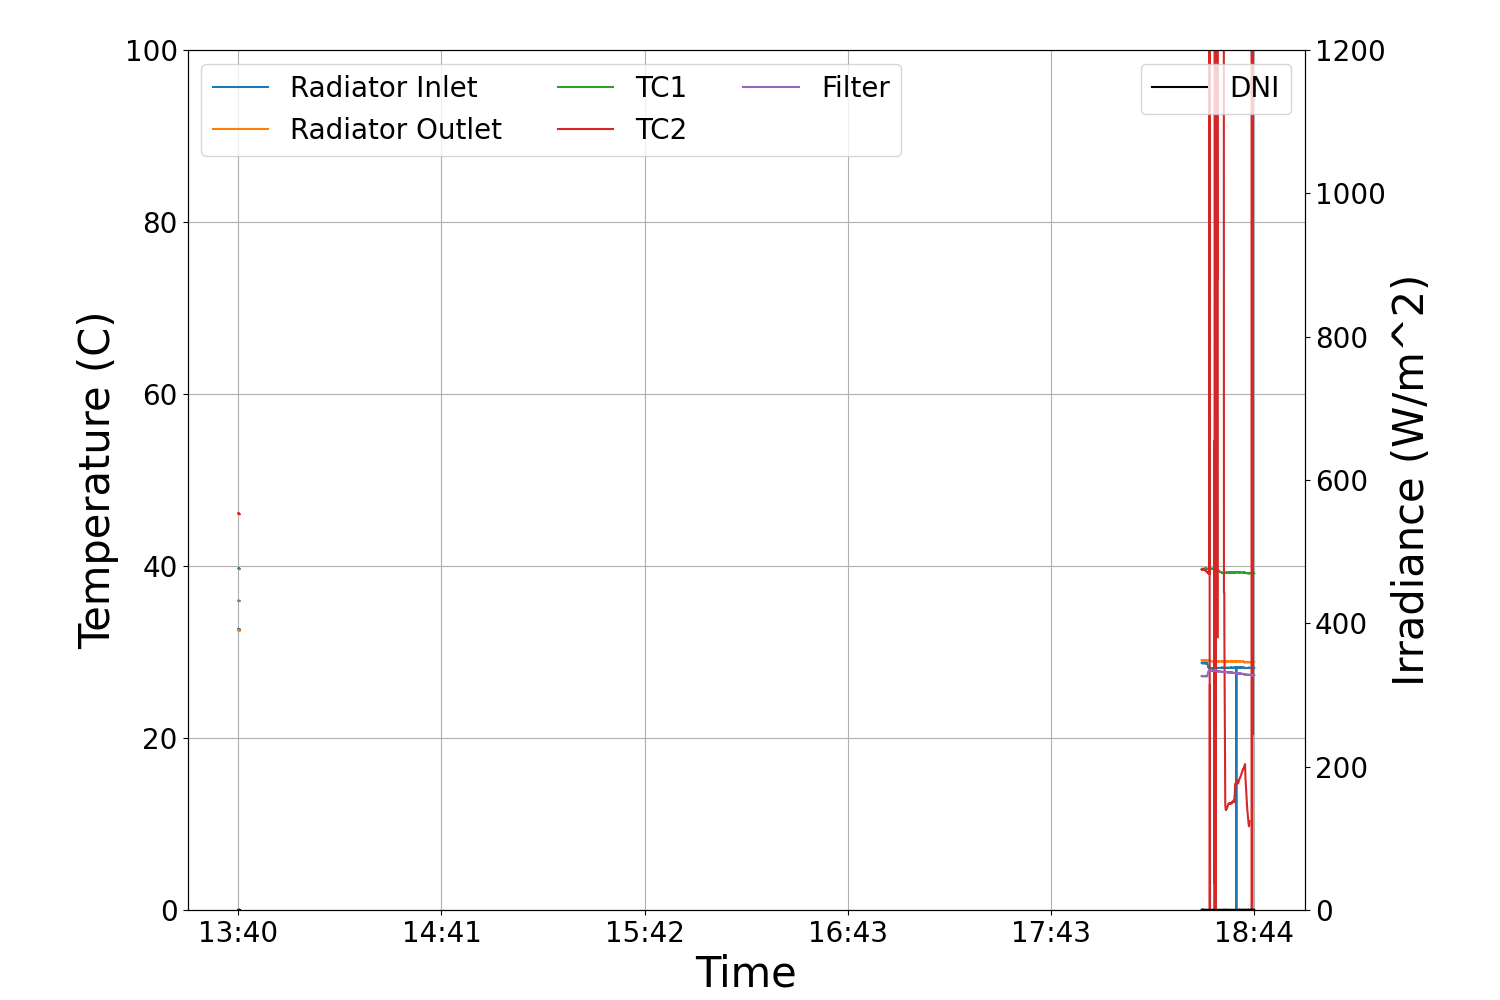 100
80
60
40
20
0
Temperature (C)
Radiator Inlet
Radiator Outlet
TC1
TC2
Filter
DNI
1200
1000
800
600
400
200
0
Irradiance (W/m^2)
13:40 14:41 15:42 16:43 17:43 18:44
Time